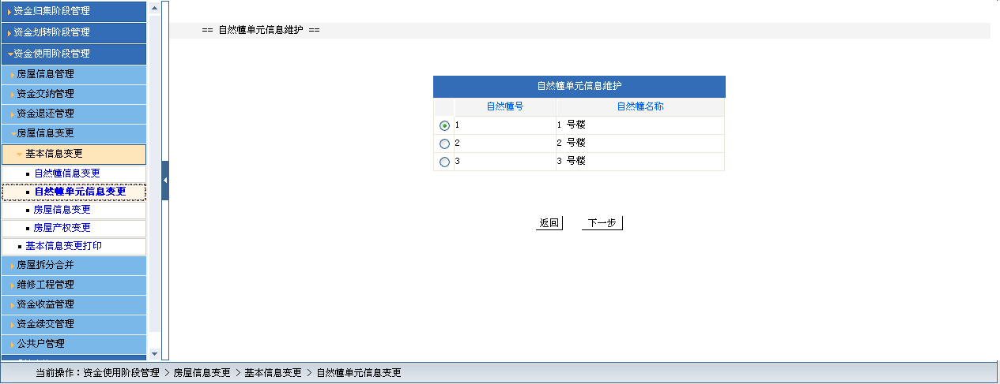 资金归集阶段管理
资金划转阶段管理
资金使用阶段管理
房屋信息管理
资金交纳管理
资金退还管理
房屋信息变更
基本信息变更
自然幢信息变更
自然幢单元信息变更
房屋信息变更
房屋产权变更
基本信息变更打印
房屋拆分合并
维修工程管理
资金收益管理
资金续交管理
公共户管理
== 自然幢单元信息维护 ==
自然幢单元信息维护
自然幢号 自然幢名称
1 1 号楼
2 2 号楼
3 3 号楼
返回 下一步
当前操作：资金使用阶段管理 > 房屋信息变更 > 基本信息变更 > 自然幢单元信息变更